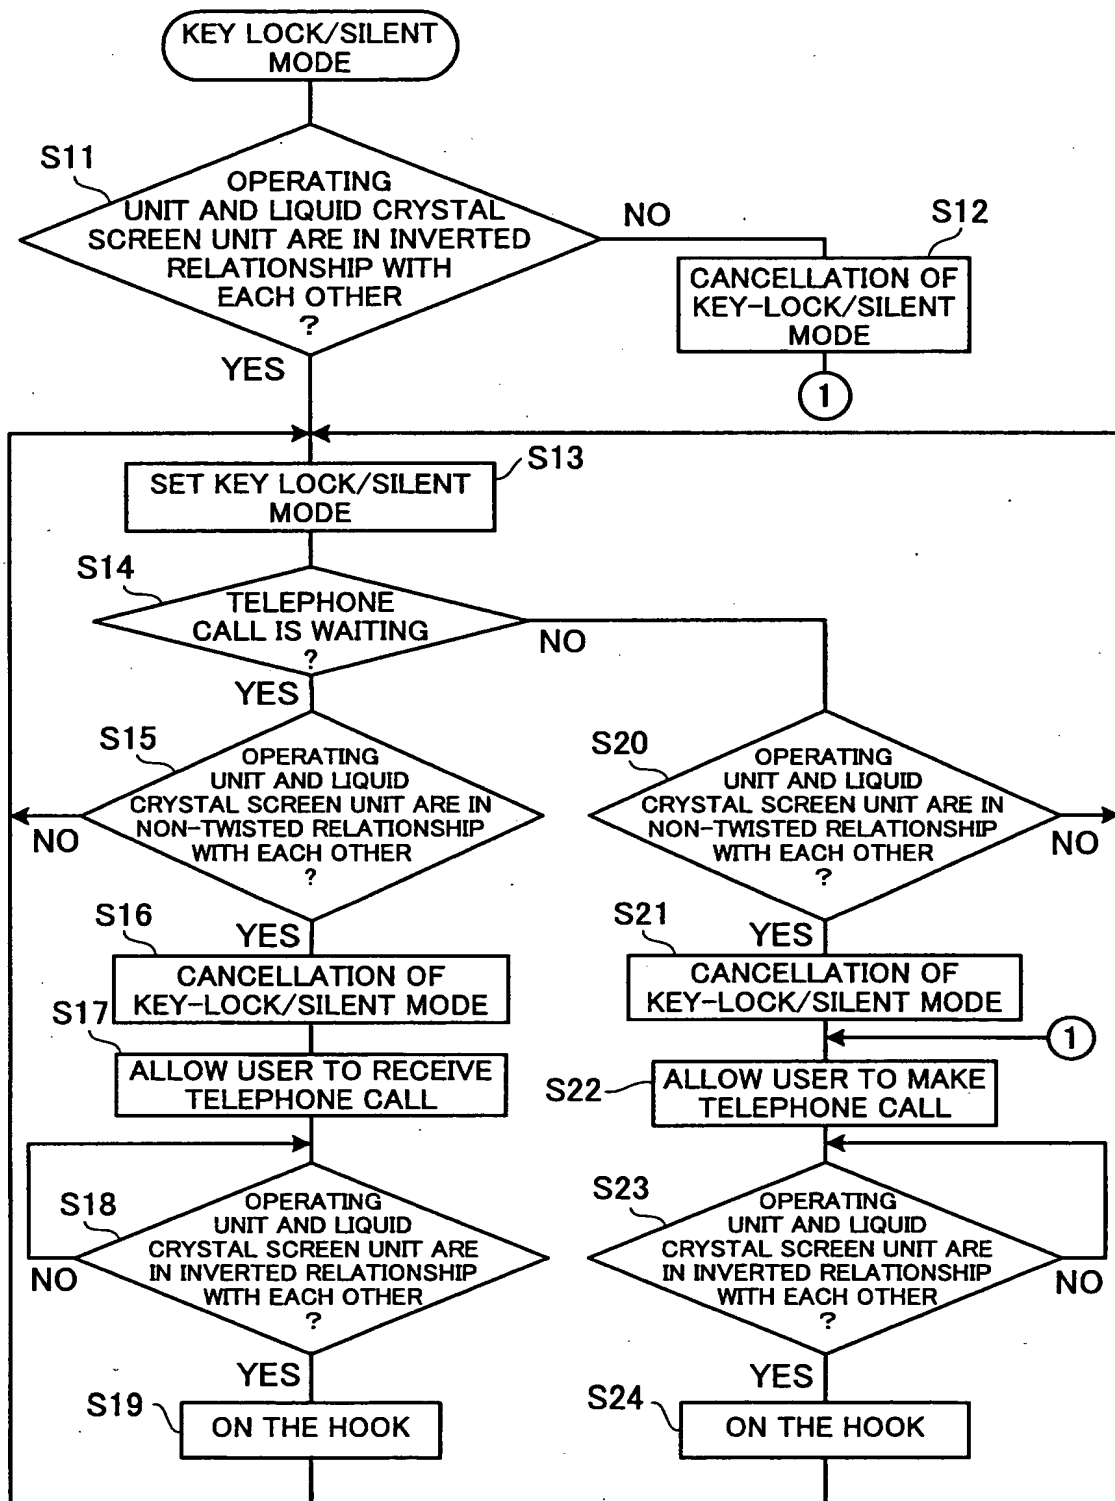 KEY LOCK/SILENT
MODE
S11
OPERATING
UNIT AND LIQUID CRYSTAL
SCREEN UNIT ARE IN INVERTED
RELATIONSHIP WITH
EACH OTHER
?
NO
S12
CANCELLATION OF
KEY-LOCK/SILENT
MODE
1
YES
S13
SET KEY LOCK/SILENT
MODE
S14
TELEPHONE
CALL IS WAITING
?
NO
YES
S15
OPERATING
UNIT AND LIQUID
CRYSTAL SCREEN UNIT ARE IN
NON-TWISTED RELATIONSHIP
WITH EACH OTHER
?
NO
YES
S20
OPERATING
UNIT AND LIQUID
CRYSTAL SCREEN UNIT ARE IN
NON-TWISTED RELATIONSHIP
WITH EACH OTHER
?
NO
YES
S16
CANCELLATION OF
KEY-LOCK/SILENT MODE
S21
CANCELLATION OF
KEY-LOCK/SILENT MODE
1
S17
ALLOW USER TO RECEIVE
TELEPHONE CALL
S22
ALLOW USER TO MAKE
TELEPHONE CALL
S18
OPERATING
UNIT AND LIQUID
CRYSTAL SCREEN UNIT ARE
IN INVERTED RELATIONSHIP
WITH EACH OTHER
?
NO
YES
S23
OPERATING
UNIT AND LIQUID
CRYSTAL SCREEN UNIT ARE
IN INVERTED RELATIONSHIP
WITH EACH OTHER
?
NO
YES
S19
ON THE HOOK
S24
ON THE HOOK